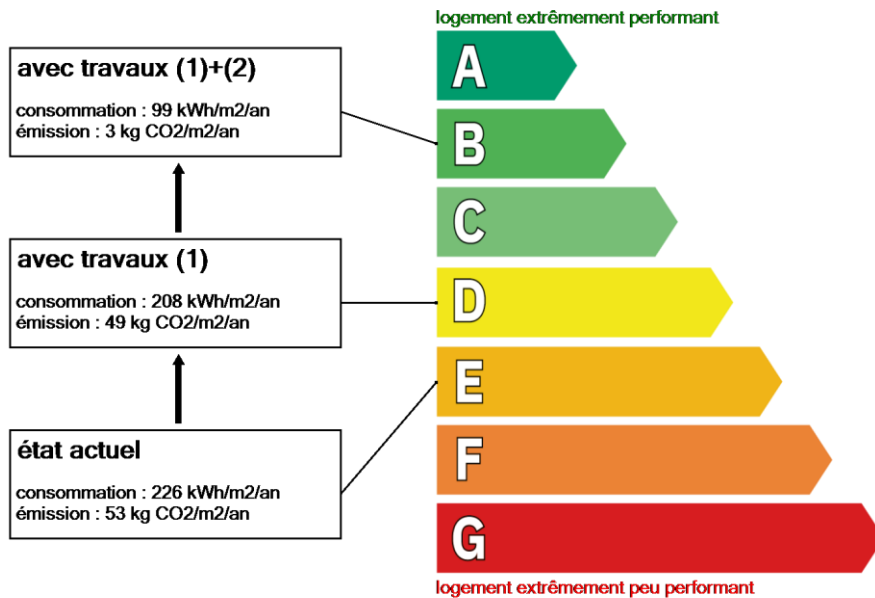 logement extrêmement performant
avec travaux (1)+(2)
consommation : 99 kWh/m2/an
émission : 3 kg CO2/m2/an
avec travaux (1)
consommation : 208 kWh/m2/an
émission : 49 kg CO2/m2/an
état actuel
consommation : 226 kWh/m2/an
émission : 53 kg CO2/m2/an
A
B
C
D
E
F
G
logement extrêmement peu performant